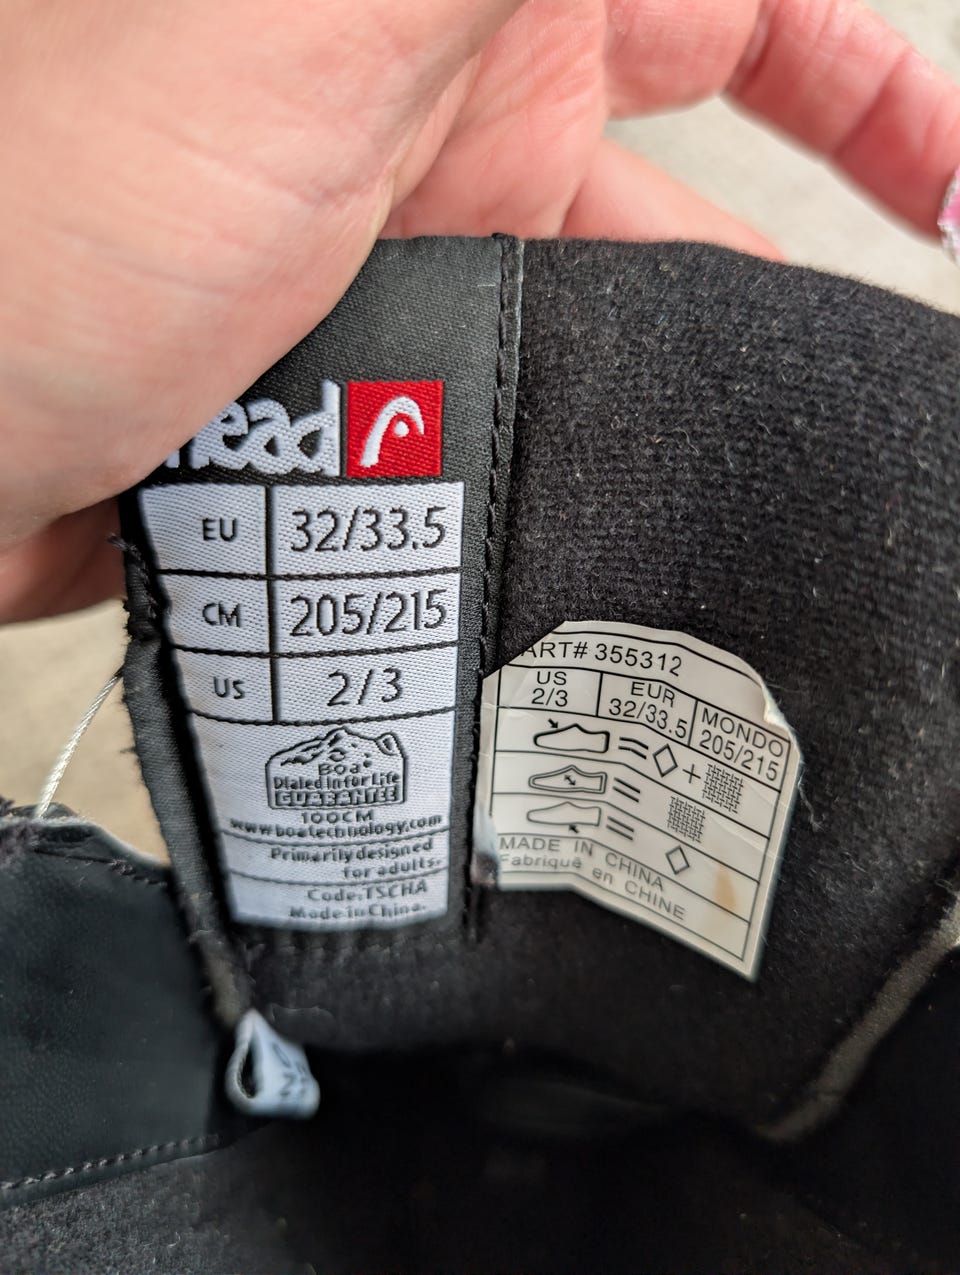 head
EU 32/33.5
CM 205/215
US 2/3
Boa
Dialed In for Life
GUARANTEE
100CM
www.boatechnology.com
Primarily designed
for adults.
Code:TSCHA
Made in China.
ART# 355312
US EUR MONDO
2/3 32/33.5 205/215
= +
=
=
MADE IN CHINA
Fabriquê en CHINE